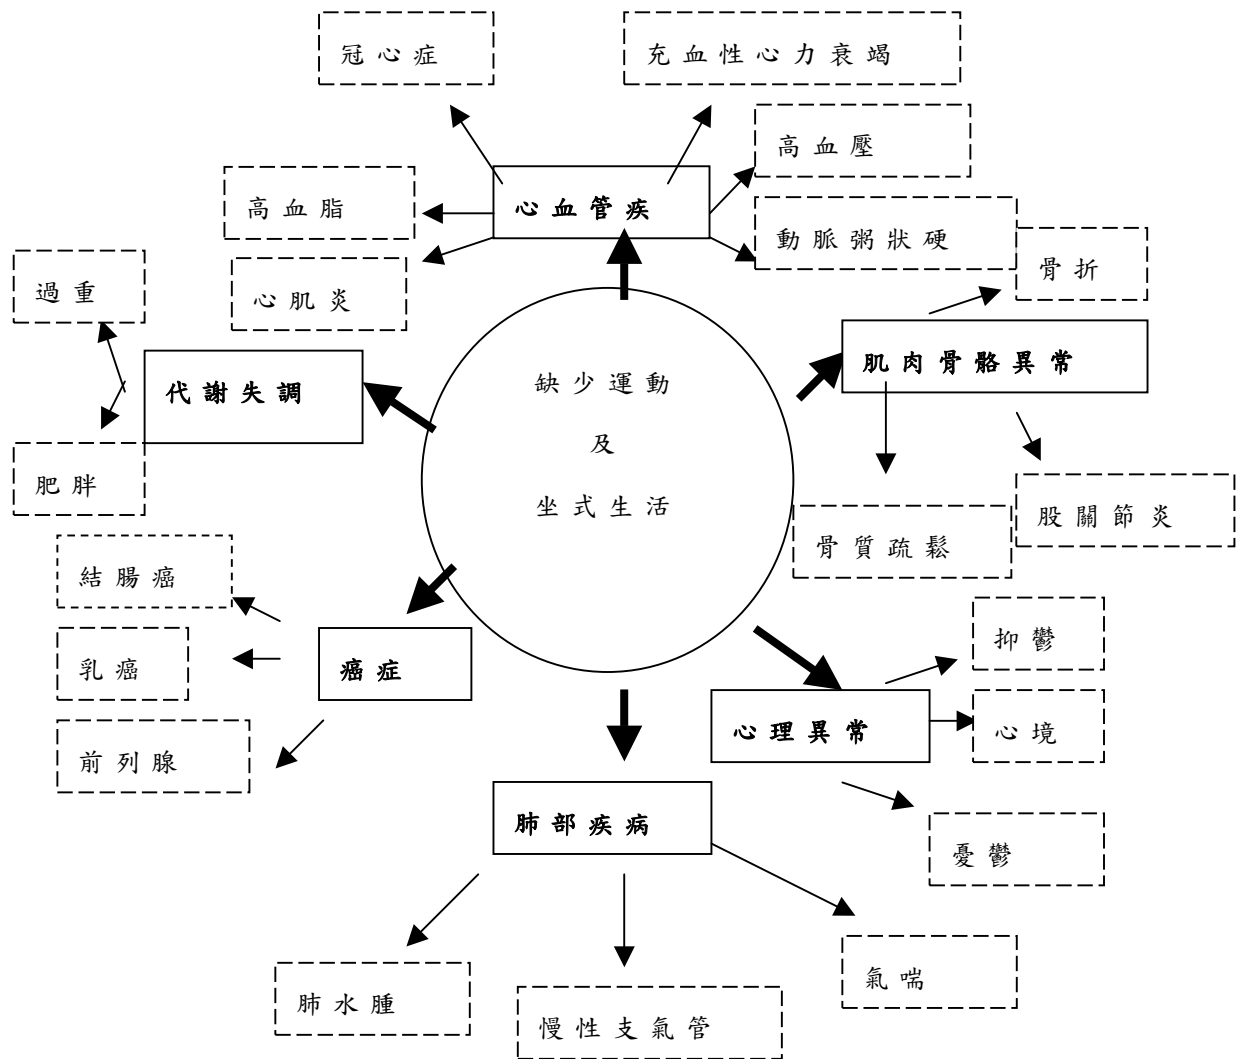 冠心症
充血性心力衰竭
高血壓
高血脂
心血管疾
動脈粥狀硬
骨折
過重
心肌炎
肌肉骨骼異常
代謝失調
缺少運動
及
坐式生活
肥胖
股關節炎
骨質疏鬆
結腸癌
抑鬱
乳癌
癌症
心境
心理異常
前列腺
肺部疾病
憂鬱
氣喘
肺水腫
慢性支氣管